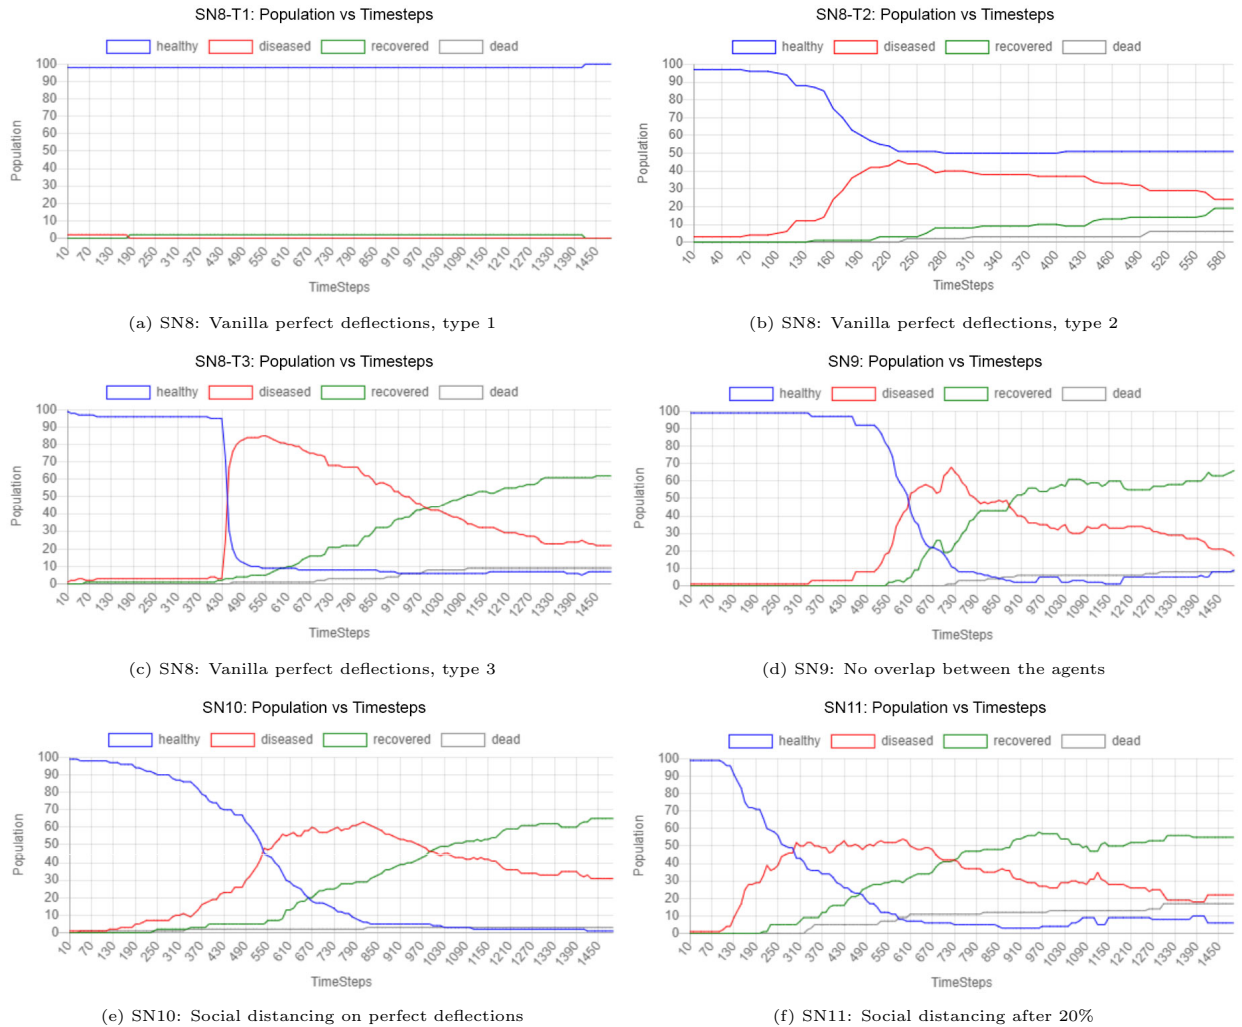 SN8-T1: Population vs Timesteps
healthy diseased recovered dead
100
90
80
70
60
50
40
30
20
10
0
Population
10 70 130 190 250 310 370 430 490 550 610 670 730 790 850 910 970 1030 1090 1150 1210 1270 1330 1390 1450
TimeSteps
(a) SN8: Vanilla perfect deflections, type 1
SN8-T2: Population vs Timesteps
healthy diseased recovered dead
100
90
80
70
60
50
40
30
20
10
0
Population
10 40 70 100 130 160 190 220 250 280 310 340 370 400 430 460 490 520 550 580
TimeSteps
(b) SN8: Vanilla perfect deflections, type 2
SN8-T3: Population vs Timesteps
healthy diseased recovered dead
100
90
80
70
60
50
40
30
20
10
0
Population
10 70 130 190 250 310 370 430 490 550 610 670 730 790 850 910 970 1030 1090 1150 1210 1270 1330 1390 1450
TimeSteps
(c) SN8: Vanilla perfect deflections, type 3
SN9: Population vs Timesteps
healthy diseased recovered dead
100
90
80
70
60
50
40
30
20
10
0
Population
10 70 130 190 250 310 370 430 490 550 610 670 730 790 850 910 970 1030 1090 1150 1210 1270 1330 1390 1450
TimeSteps
(d) SN9: No overlap between the agents
SN10: Population vs Timesteps
healthy diseased recovered dead
100
90
80
70
60
50
40
30
20
10
0
Population
10 70 130 190 250 310 370 430 490 550 610 670 730 790 850 910 970 1030 1090 1150 1210 1270 1330 1390 1450
TimeSteps
(e) SN10: Social distancing on perfect deflections
SN11: Population vs Timesteps
healthy diseased recovered dead
100
90
80
70
60
50
40
30
20
10
0
Population
10 70 130 190 250 310 370 430 490 550 610 670 730 790 850 910 970 1030 1090 1150 1210 1270 1330 1390 1450
TimeSteps
(f) SN11: Social distancing after 20%